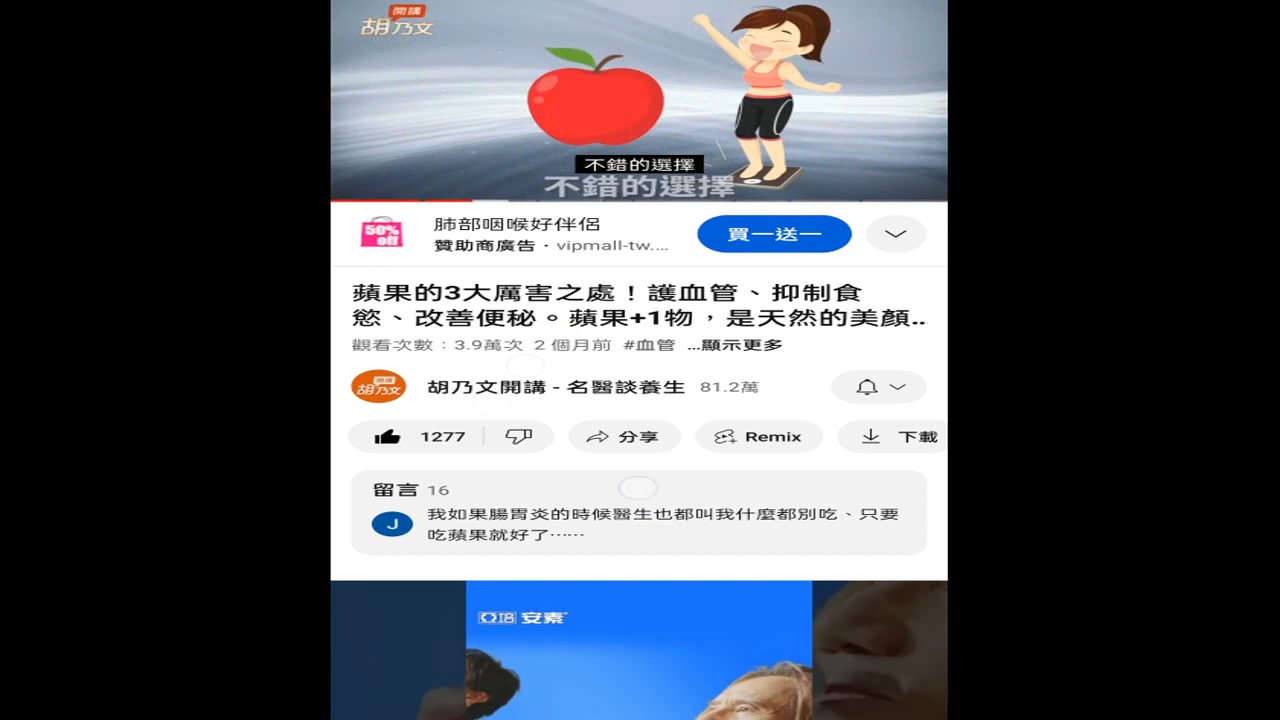 開講
胡乃文
不錯的選擇
不錯的選擇
50%
off
肺部咽喉好伴侶
贊助商廣告・vipmall-tw....
買一送一
蘋果的3大厲害之處！護血管、抑制食
慾、改善便秘。蘋果+1物，是天然的美顏..
觀看次數：3.9萬次 2 個月前 #血管 ...顯示更多
開講
胡乃文
胡乃文開講 - 名醫談養生 81.2萬
1277
分享
Remix
下載
留言 16
J
我如果腸胃炎的時候醫生也都叫我什麼都別吃、只要
吃蘋果就好了⋯⋯
亞培 安素